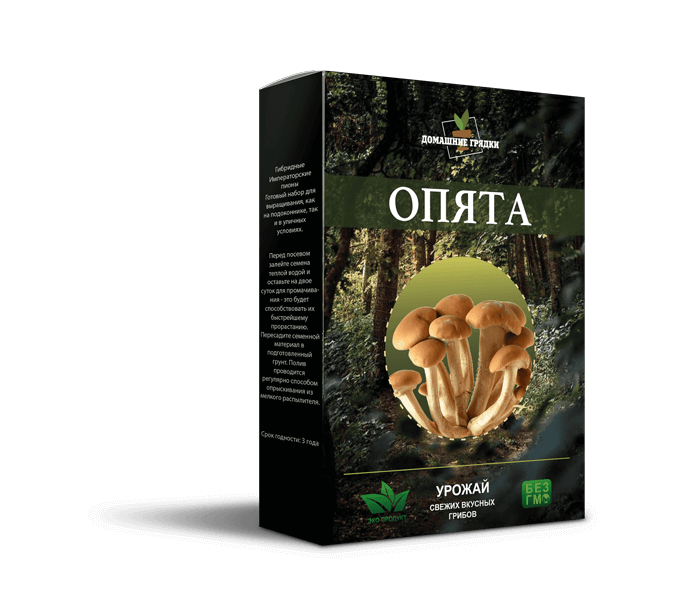 Гибридные
Императорские
пионы
Готовый набор для
выращивания, как
на подоконнике, так
и в уличных
условиях.
Перед посевом
залейте семена
теплой водой и
оставьте на двое
суток для промачива-
ния - это будет
способствовать их
быстрейшему
прорастанию.
Пересадите семенной
материал в
подготовленный
грунт. Полив
проводится
регулярно способом
опрыскивания из
мелкого распылителя.
Срок годности: 3 года
ДОМАШНИЕ ГРЯДКИ
ОПЯТА
УРОЖАЙ
СВЕЖИХ ВКУСНЫХ
ГРИБОВ
ЭКО-ПРОДУКТ
БЕЗ
ГМО